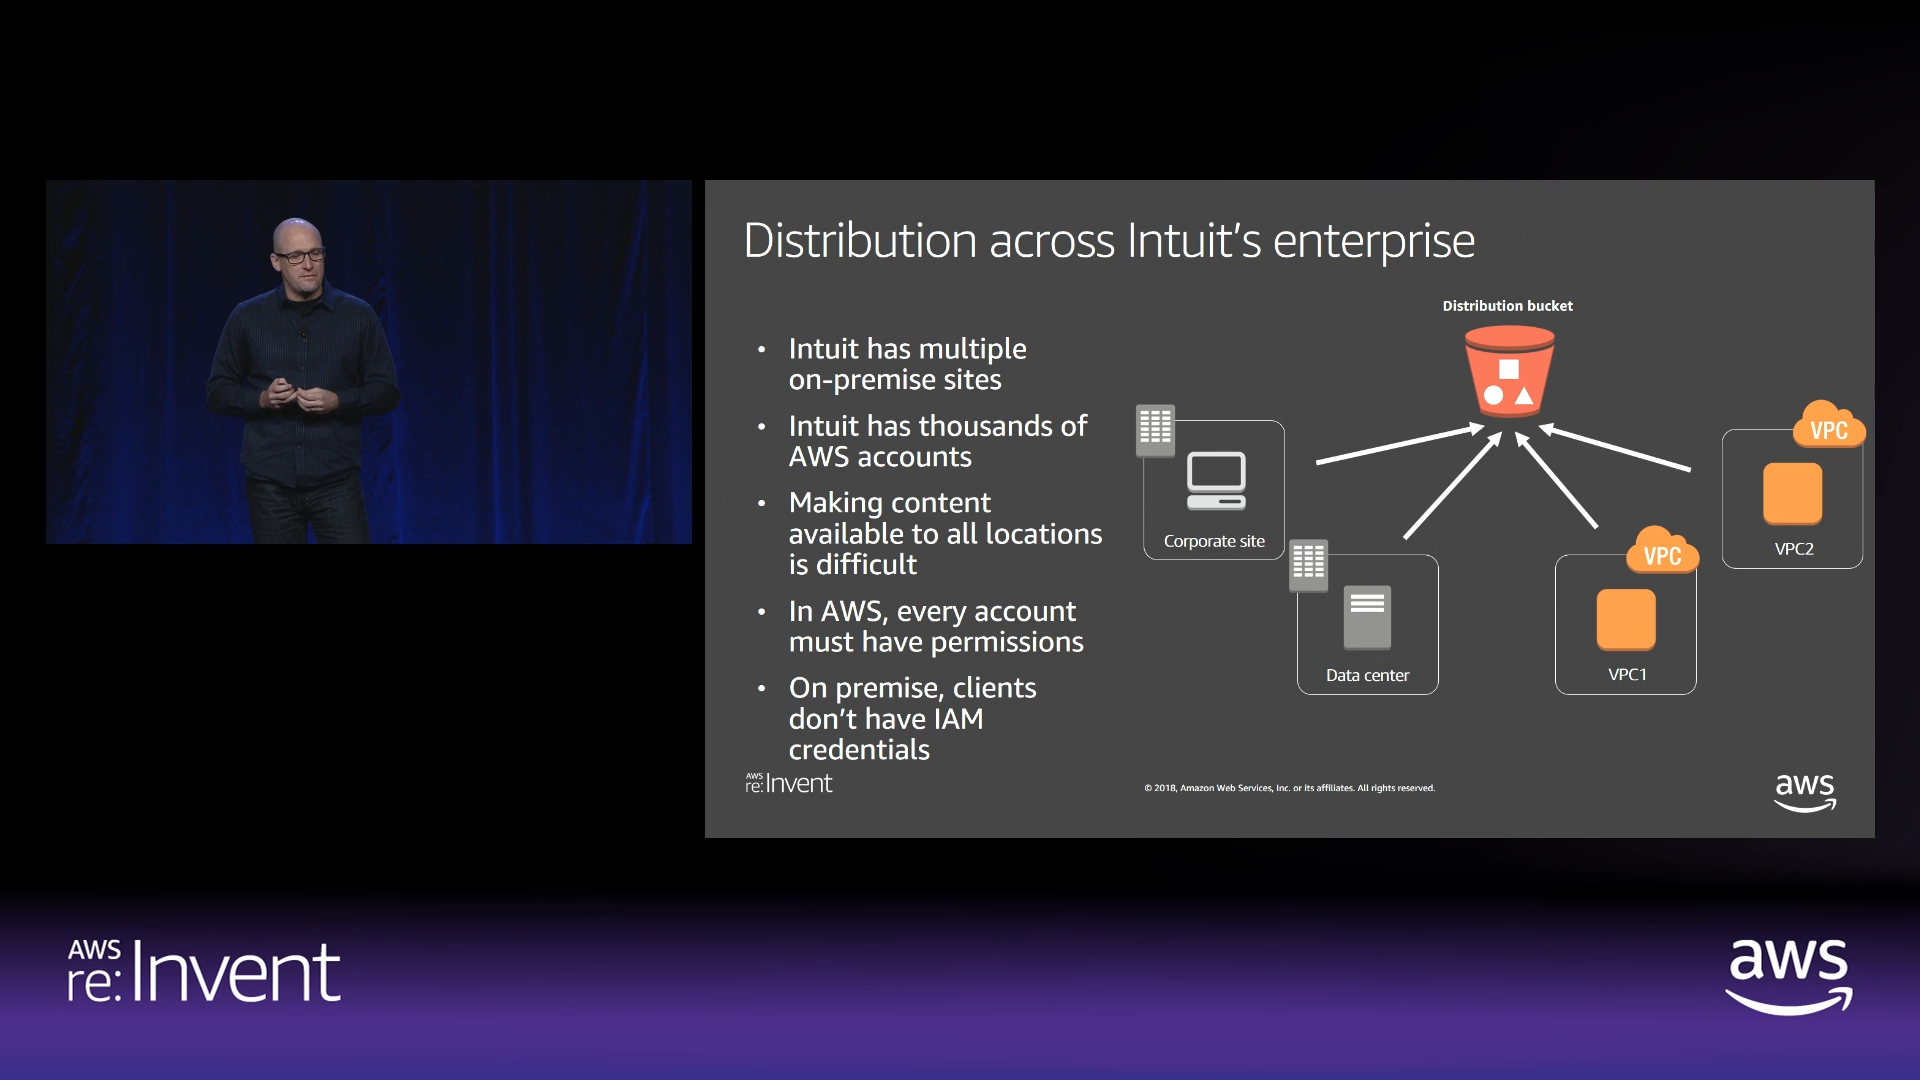 Distribution across Intuit's enterprise
• Intuit has multiple
on-premise sites
• Intuit has thousands of
AWS accounts
• Making content
available to all locations
is difficult
• In AWS, every account
must have permissions
• On premise, clients
don't have IAM
credentials
Distribution bucket
Corporate site
Data center
VPC
VPC1
VPC
VPC2
AWS
re:Invent
© 2018, Amazon Web Services, Inc. or its affiliates. All rights reserved.
aws
AWS
re:Invent
aws